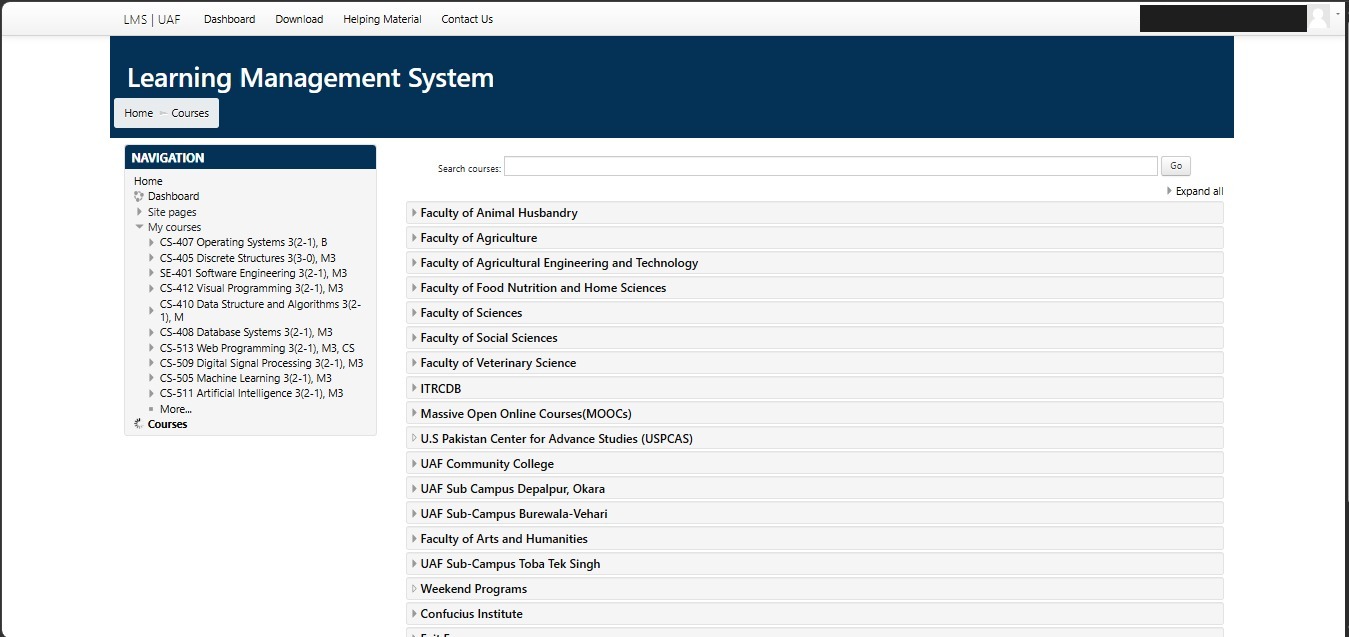 LMS | UAF Dashboard Download Helping Material Contact Us
Learning Management System
Home Courses
NAVIGATION
Home
Dashboard
Site pages
My courses
CS-407 Operating Systems 3(2-1), B
CS-405 Discrete Structures 3(3-0), M3
SE-401 Software Engineering 3(2-1), M3
CS-412 Visual Programming 3(2-1), M3
CS-410 Data Structure and Algorithms 3(2-
1), M
CS-408 Database Systems 3(2-1), M3
CS-513 Web Programming 3(2-1), M3, CS
CS-509 Digital Signal Processing 3(2-1), M3
CS-505 Machine Learning 3(2-1), M3
CS-511 Artificial Intelligence 3(2-1), M3
More...
Courses
Search courses: Go
Expand all
Faculty of Animal Husbandry
Faculty of Agriculture
Faculty of Agricultural Engineering and Technology
Faculty of Food Nutrition and Home Sciences
Faculty of Sciences
Faculty of Social Sciences
Faculty of Veterinary Science
ITRCDB
Massive Open Online Courses(MOOCs)
U.S Pakistan Center for Advance Studies (USPCAS)
UAF Community College
UAF Sub Campus Depalpur, Okara
UAF Sub-Campus Burewala-Vehari
Faculty of Arts and Humanities
UAF Sub-Campus Toba Tek Singh
Weekend Programs
Confucius Institute